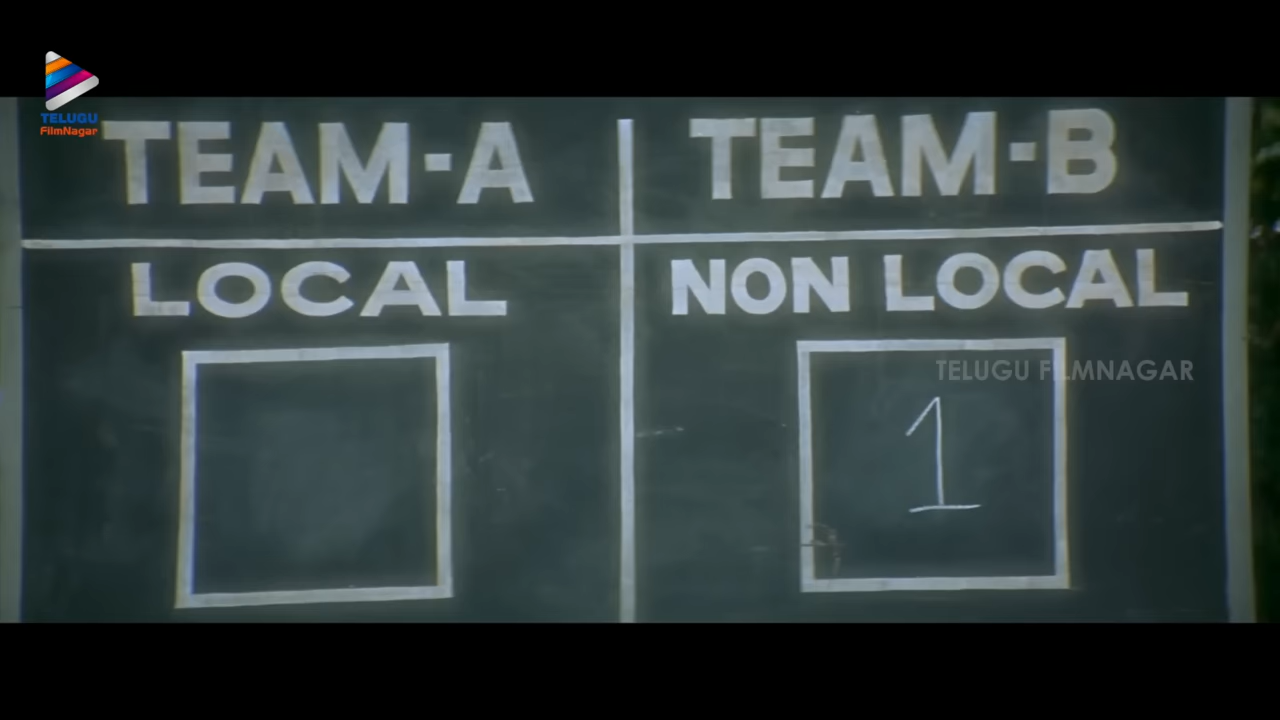 TELUGU
FilmNagar
TEAM-A
TEAM-B
LOCAL
NON LOCAL
TELUGU FILMNAGAR
1